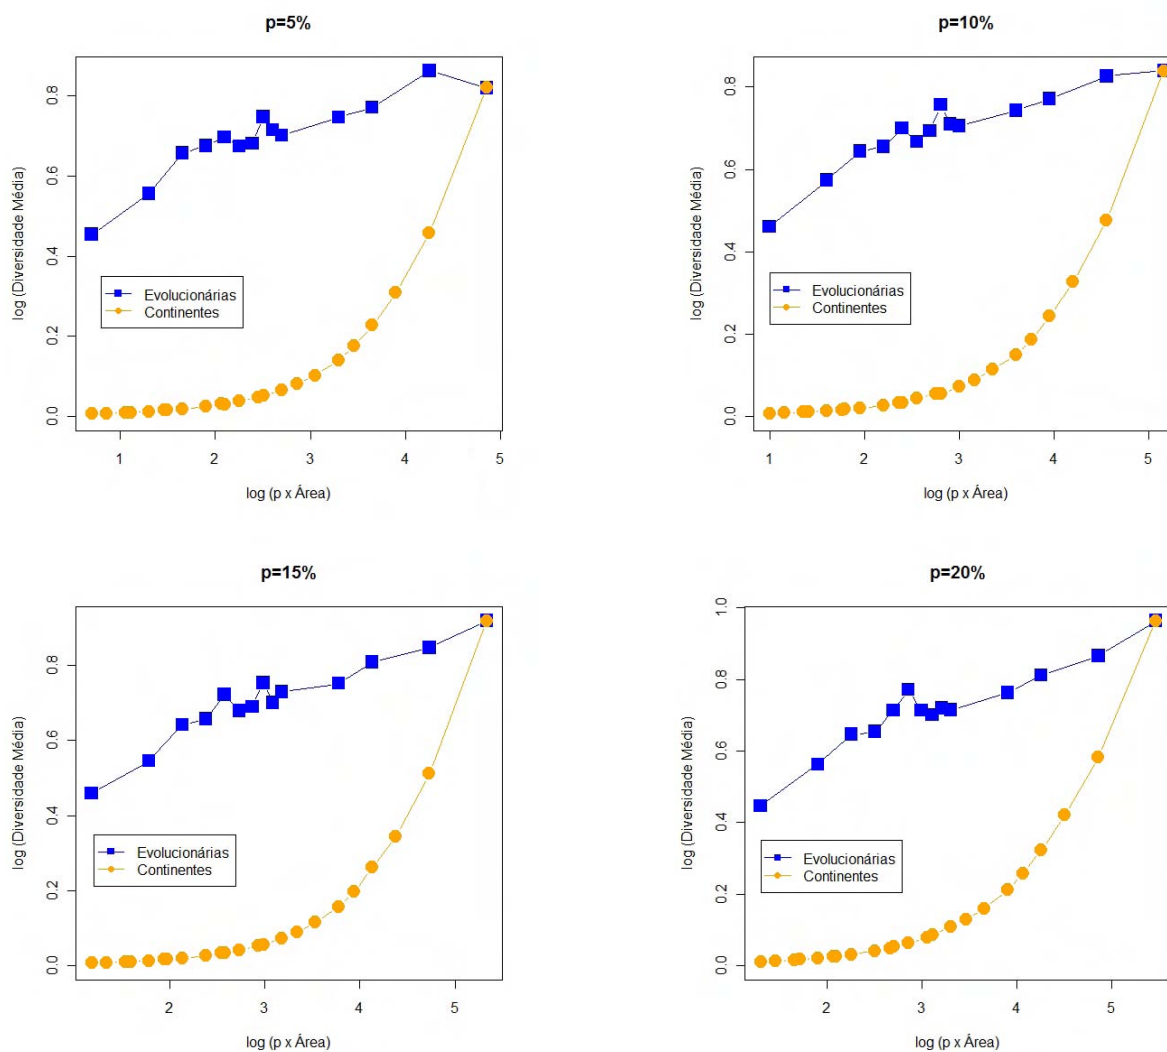 p=5%
log (Diversidade Média)
0.0 0.2 0.4 0.6 0.8
Evolucionárias
Continentes
1 2 3 4 5
log (p x Área)
p=10%
log (Diversidade Média)
0.0 0.2 0.4 0.6 0.8
Evolucionárias
Continentes
1 2 3 4 5
log (p x Área)
p=15%
log (Diversidade Média)
0.0 0.2 0.4 0.6 0.8
Evolucionárias
Continentes
2 3 4 5
log (p x Área)
p=20%
log (Diversidade Média)
0.0 0.2 0.4 0.6 0.8 1.0
Evolucionárias
Continentes
2 3 4 5
log (p x Área)